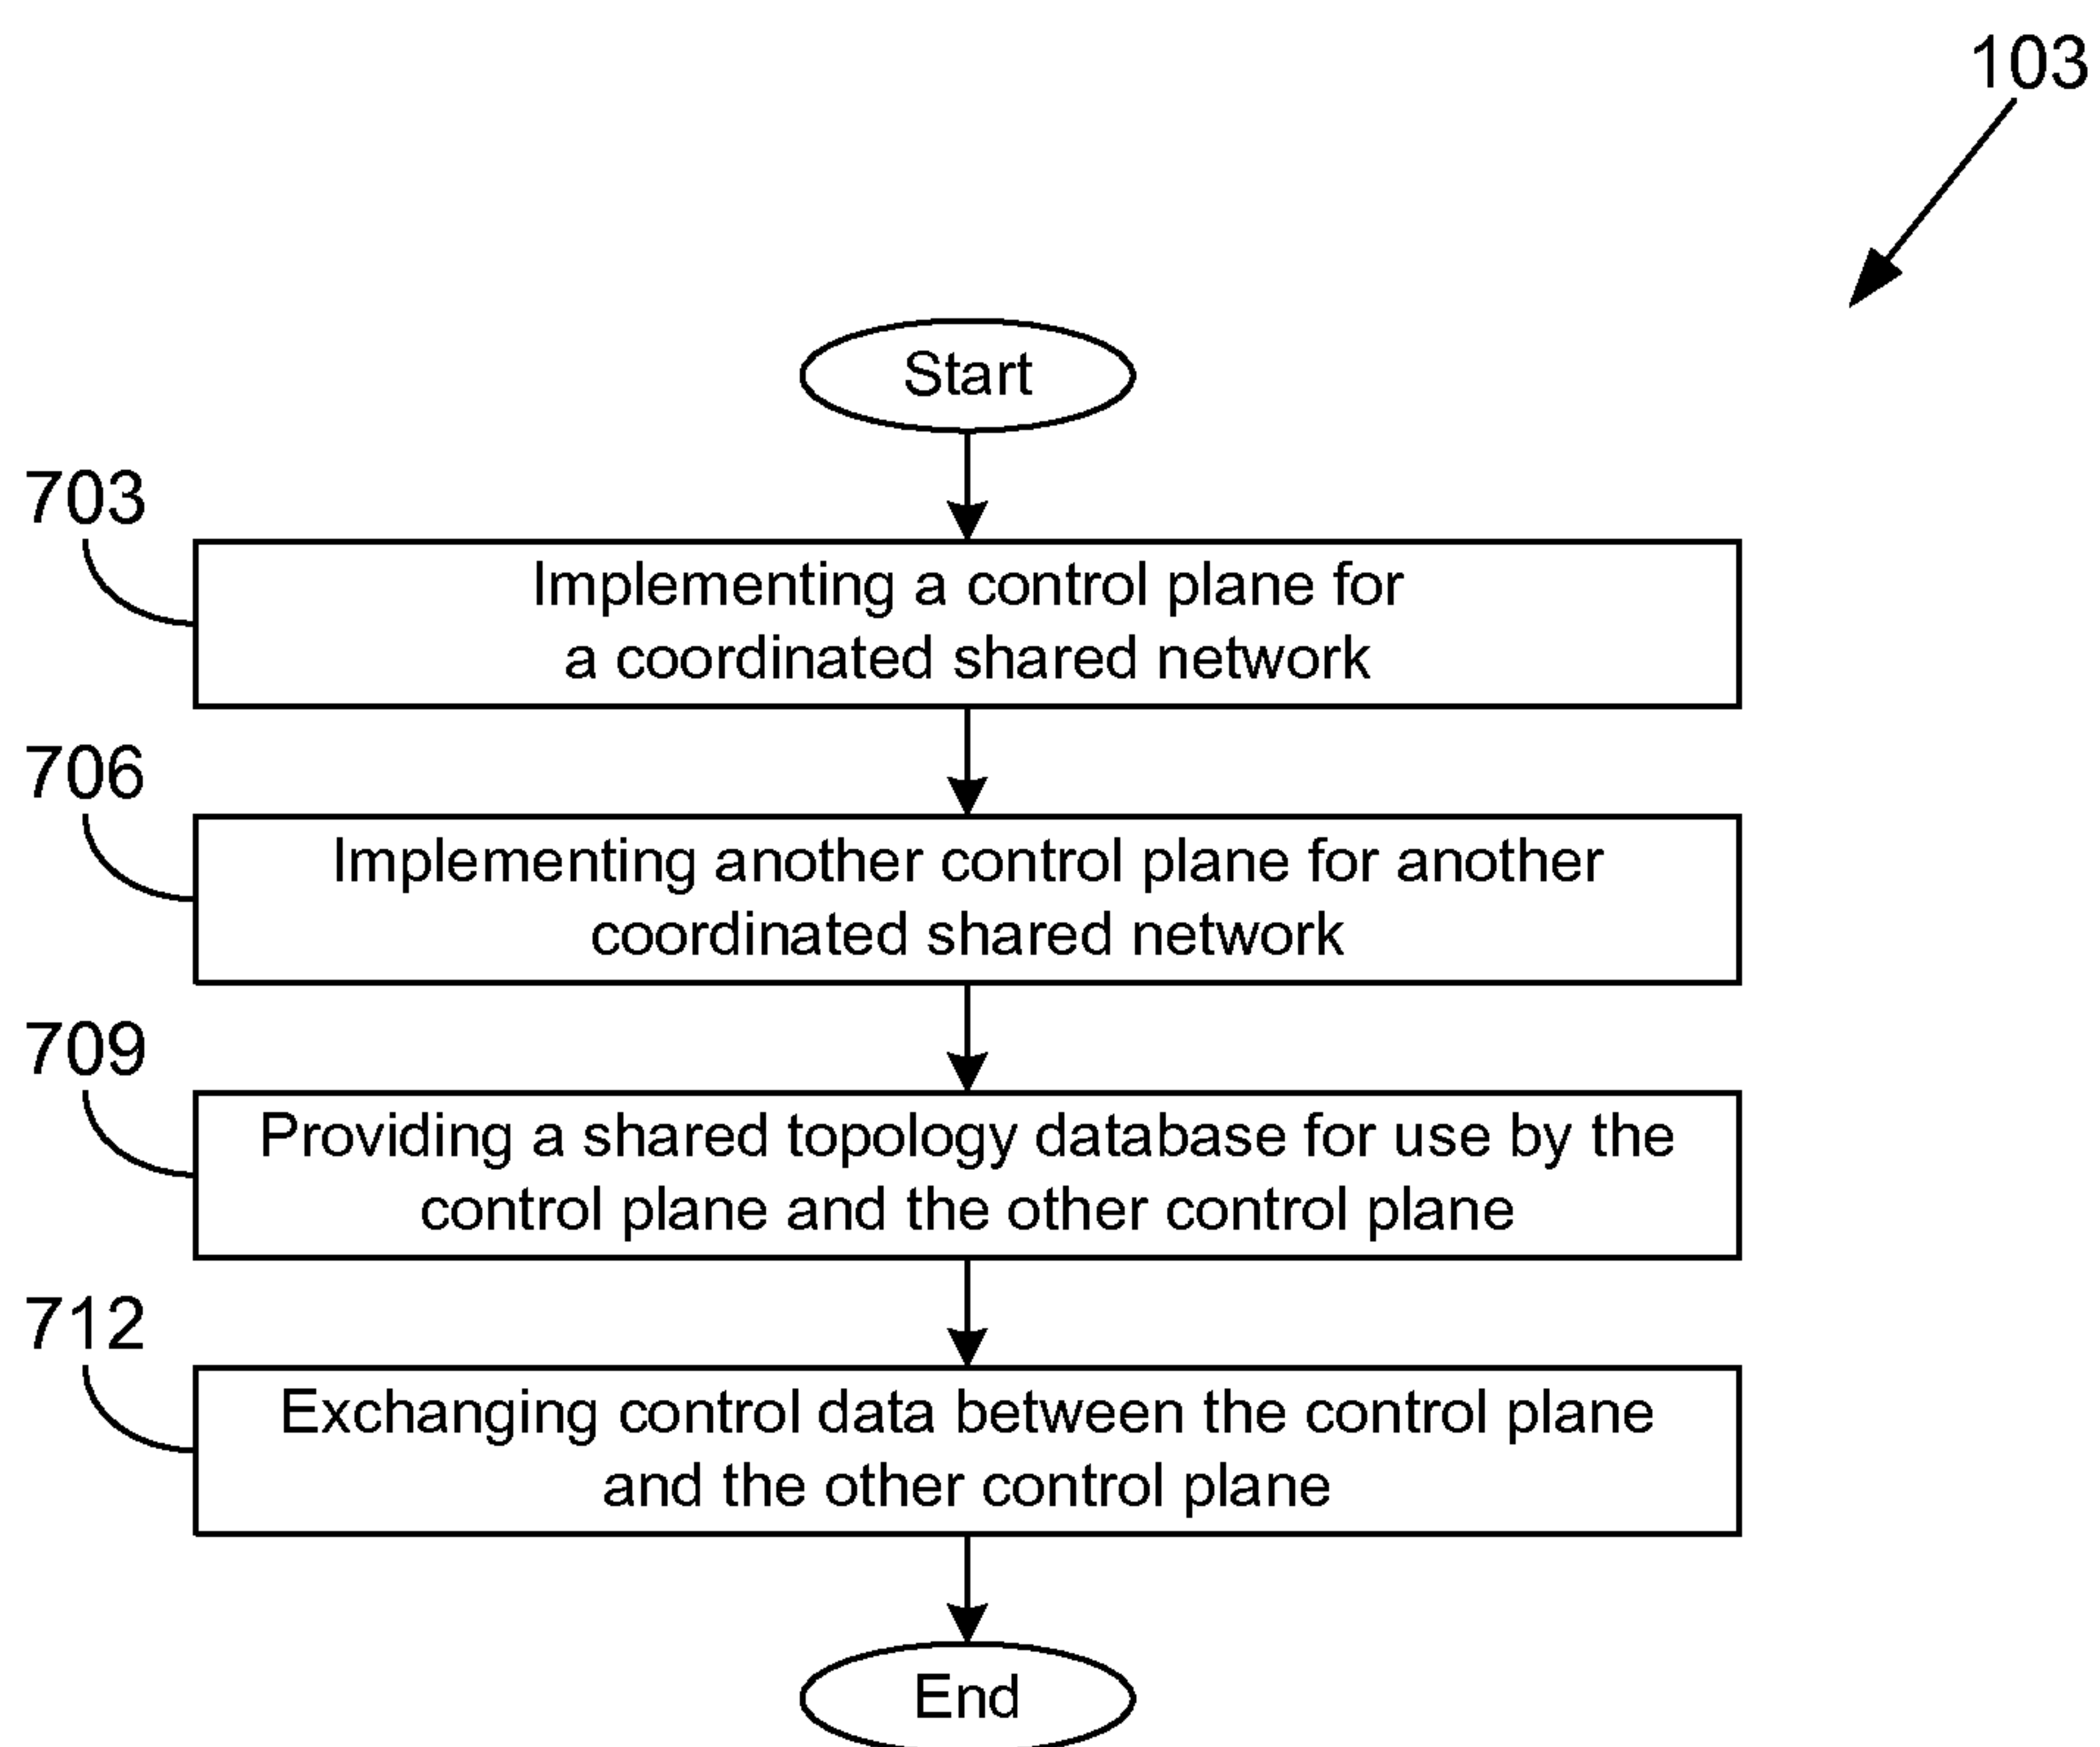 103
Start
703
Implementing a control plane for
a coordinated shared network
706
Implementing another control plane for another
coordinated shared network
709
Providing a shared topology database for use by the
control plane and the other control plane
712
Exchanging control data between the control plane
and the other control plane
End